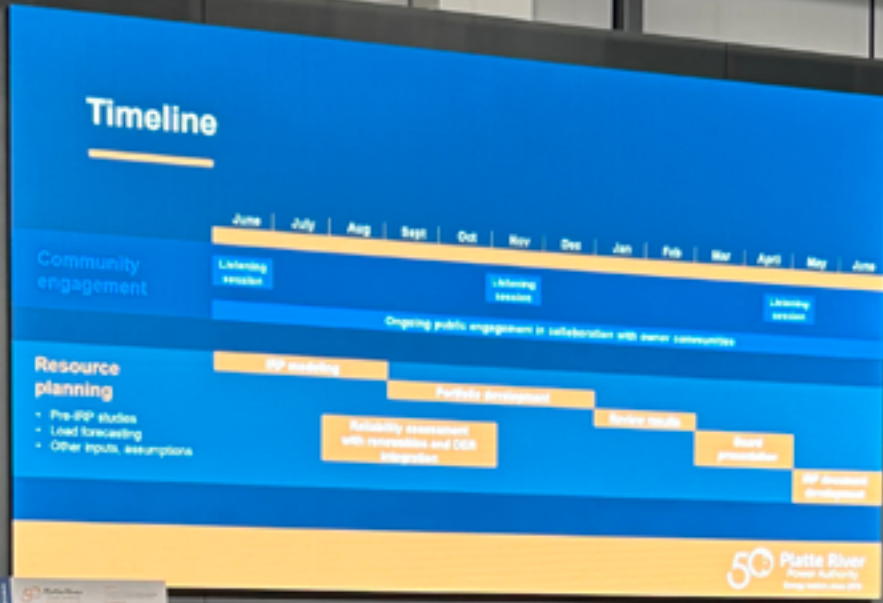 Timeline
June July Aug Sept Oct Nov Dec Jan Feb Mar April May June
Community
engagement
Listening
session
Listening
session
Listening
session
Ongoing public engagement in collaboration with owner communities
Resource
planning
• Pre-IRP studies
• Load forecasting
• Other inputs, assumptions
IRP modeling
Portfolio development
Reliability assessment
with renewables and DER
integration
Review results
Board
presentation
IRP document
development
50 Platte River
Power Authority